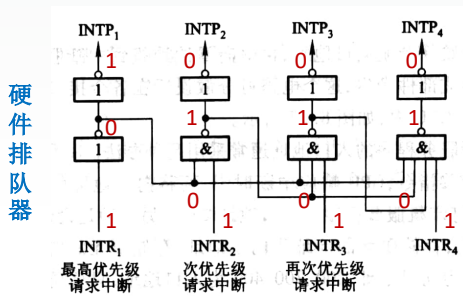 INTP₁ INTP₂ INTP₃ INTP₄
1 0 0 0
1 1 1 1
0 1 1 1
1 & & &
0 0 0
1 1 1 1
INTR₁ INTR₂ INTR₃ INTR₄
最高优先级 次优先级 再次优先级
请求中断 请求中断 请求中断
硬件排队器